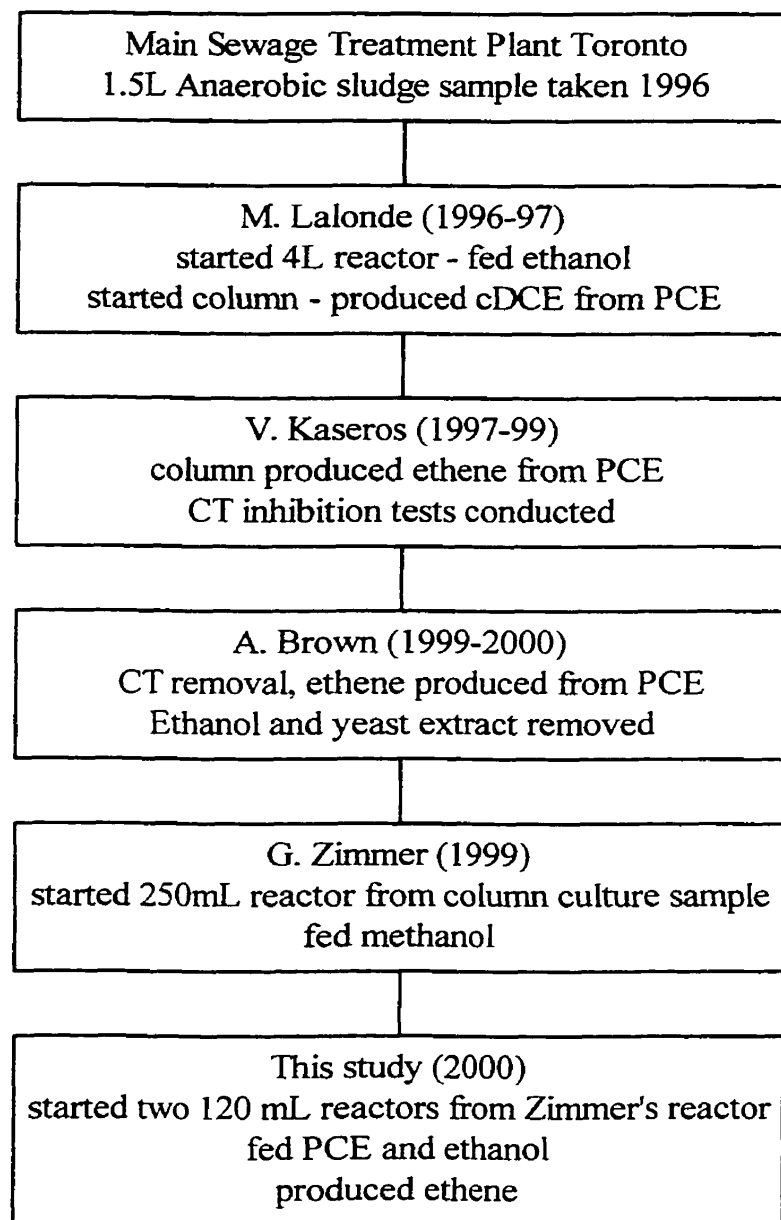 Main Sewage Treatment Plant Toronto
1.5L Anaerobic sludge sample taken 1996
M. Lalonde (1996-97)
started 4L reactor - fed ethanol
started column - produced cDCE from PCE
V. Kaseros (1997-99)
column produced ethene from PCE
CT inhibition tests conducted
A. Brown (1999-2000)
CT removal, ethene produced from PCE
Ethanol and yeast extract removed
G. Zimmer (1999)
started 250mL reactor from column culture sample
fed methanol
This study (2000)
started two 120 mL reactors from Zimmer's reactor
fed PCE and ethanol
produced ethene